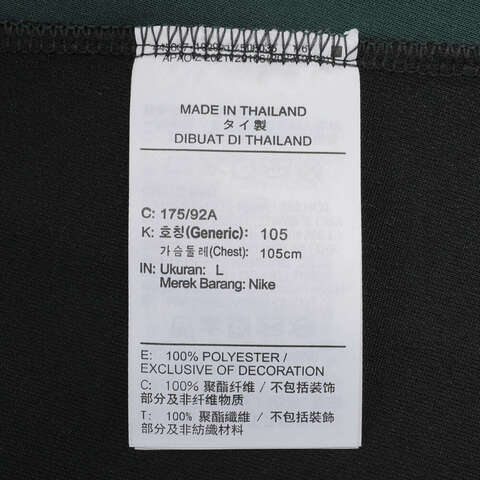 MADE IN THAILAND
タイ製
DIBUAT DI THAILAND
C: 175/92A
K: 호칭(Generic): 105
가슴둘레(Chest): 105cm
IN: Ukuran: L
Merek Barang: Nike
E: 100% POLYESTER /
EXCLUSIVE OF DECORATION
C: 100% 聚酯纤维 / 不包括装饰
部分及非纤维物质
T: 100% 聚酯纖維 / 不包括裝飾
部分及非紡織材料